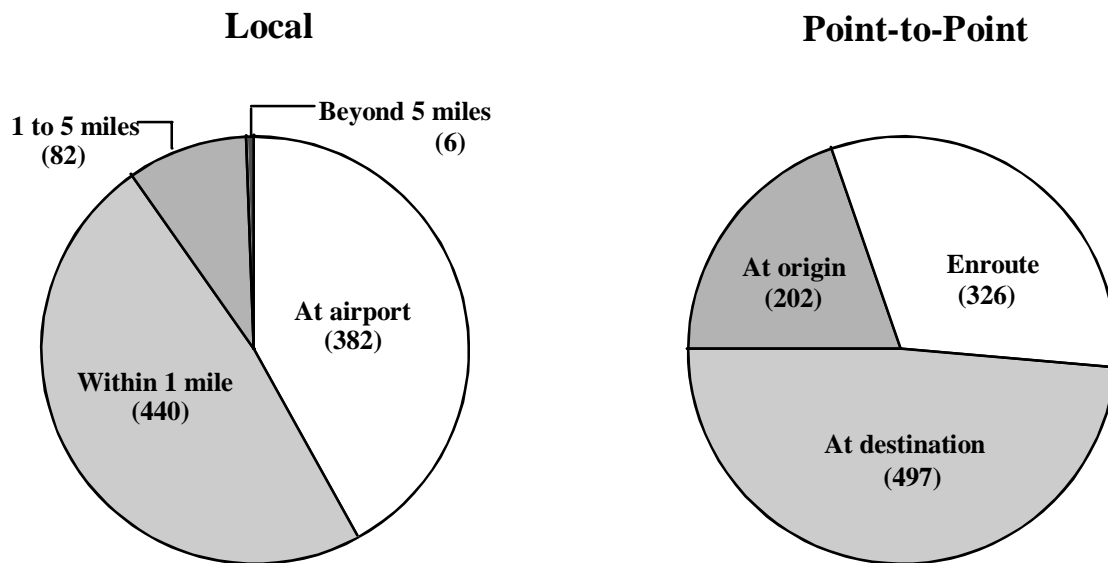 Local
1 to 5 miles
(82)
Beyond 5 miles
(6)
At airport
(382)
Within 1 mile
(440)
Point-to-Point
At origin
(202)
Enroute
(326)
At destination
(497)